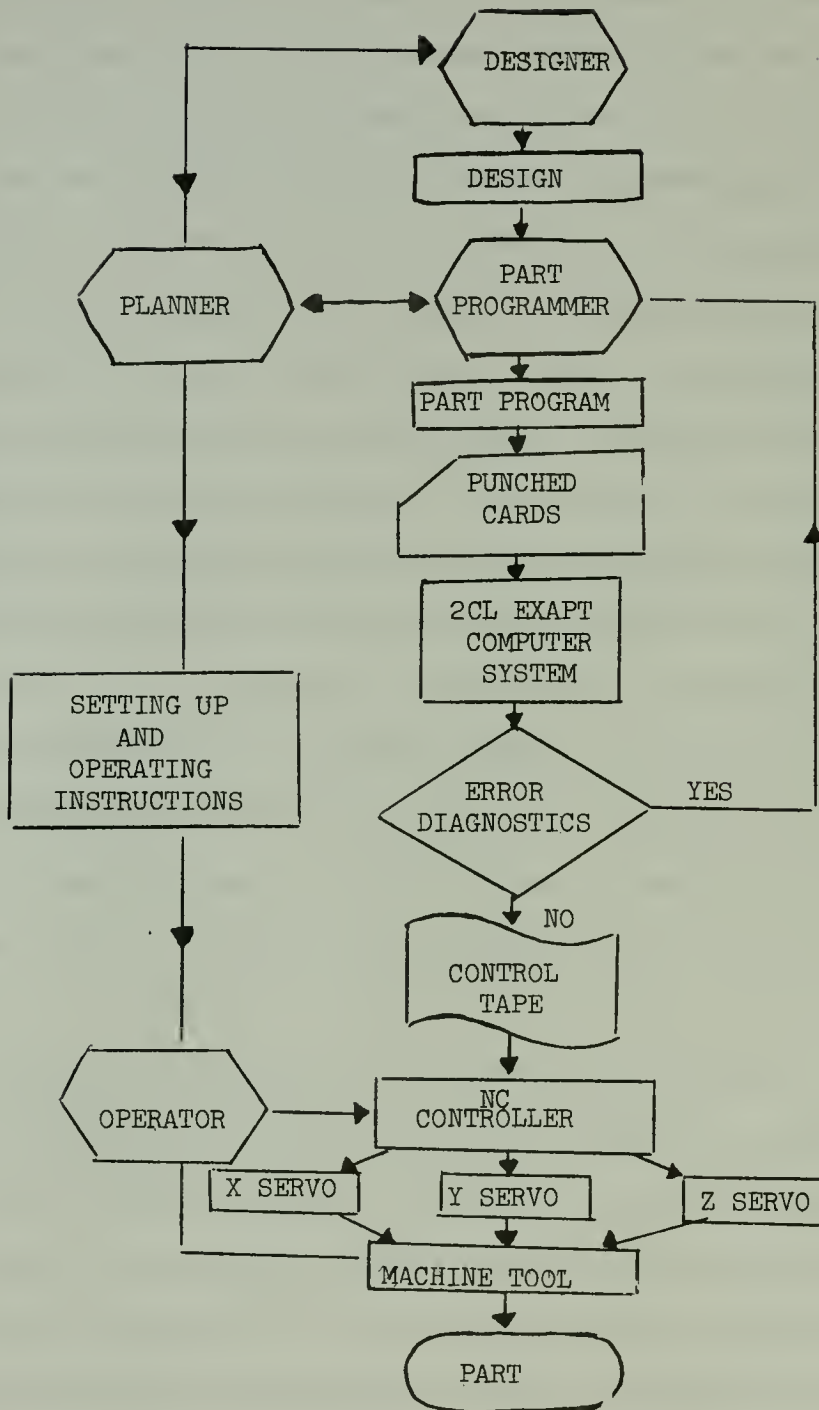 DESIGNER
DESIGN
PLANNER
PART
PROGRAMMER
PART PROGRAM
PUNCHED
CARDS
2CL EXAPT
COMPUTER
SYSTEM
SETTING UP
AND
OPERATING
INSTRUCTIONS
ERROR
DIAGNOSTICS
YES
NO
CONTROL
TAPE
OPERATOR
NC
CONTROLLER
X SERVO
Y SERVO
Z SERVO
MACHINE TOOL
PART